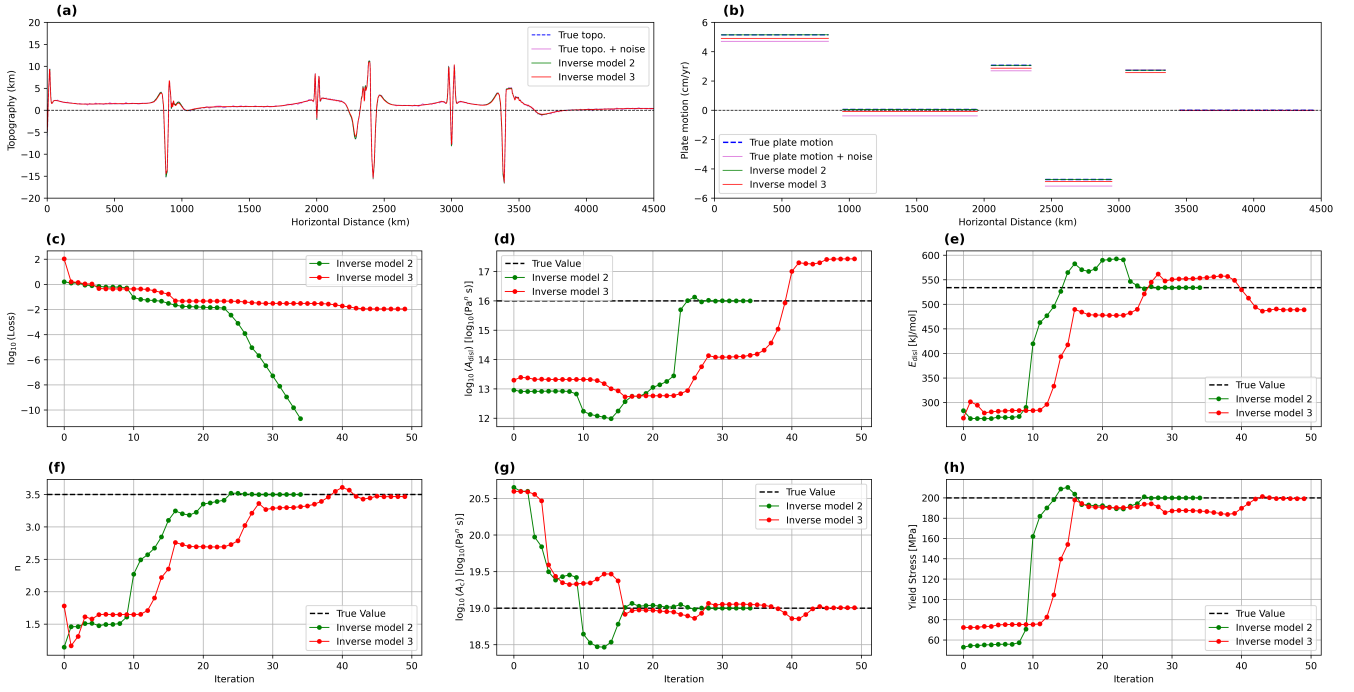 (a)
20
15
10
5
0
−5
−10
−15
−20
Topography (km)
0 500 1000 1500 2000 2500 3000 3500 4000 4500
Horizontal Distance (km)
True topo.
True topo. + noise
Inverse model 2
Inverse model 3
(b)
6
4
2
0
−2
−4
−6
Plate motion (cm/yr)
0 500 1000 1500 2000 2500 3000 3500 4000 4500
Horizontal Distance (km)
True plate motion
True plate motion + noise
Inverse model 2
Inverse model 3
(c)
2
0
−2
−4
−6
−8
−10
log₁₀(Loss)
0 10 20 30 40 50
Inverse model 2
Inverse model 3
(d)
17
16
15
14
13
12
log₁₀(A_disl) [log₁₀(Paⁿ s)]
0 10 20 30 40 50
True Value
Inverse model 2
Inverse model 3
(e)
600
550
500
450
400
350
300
E_disl [kJ/mol]
0 10 20 30 40 50
True Value
Inverse model 2
Inverse model 3
(f)
3.5
3.0
2.5
2.0
1.5
n
0 10 20 30 40 50
Iteration
True Value
Inverse model 2
Inverse model 3
(g)
20.5
20.0
19.5
19.0
18.5
log₁₀(A_c) [log₁₀(Paⁿ s)]
0 10 20 30 40 50
Iteration
True Value
Inverse model 2
Inverse model 3
(h)
200
180
160
140
120
100
80
60
Yield Stress [MPa]
0 10 20 30 40 50
Iteration
True Value
Inverse model 2
Inverse model 3